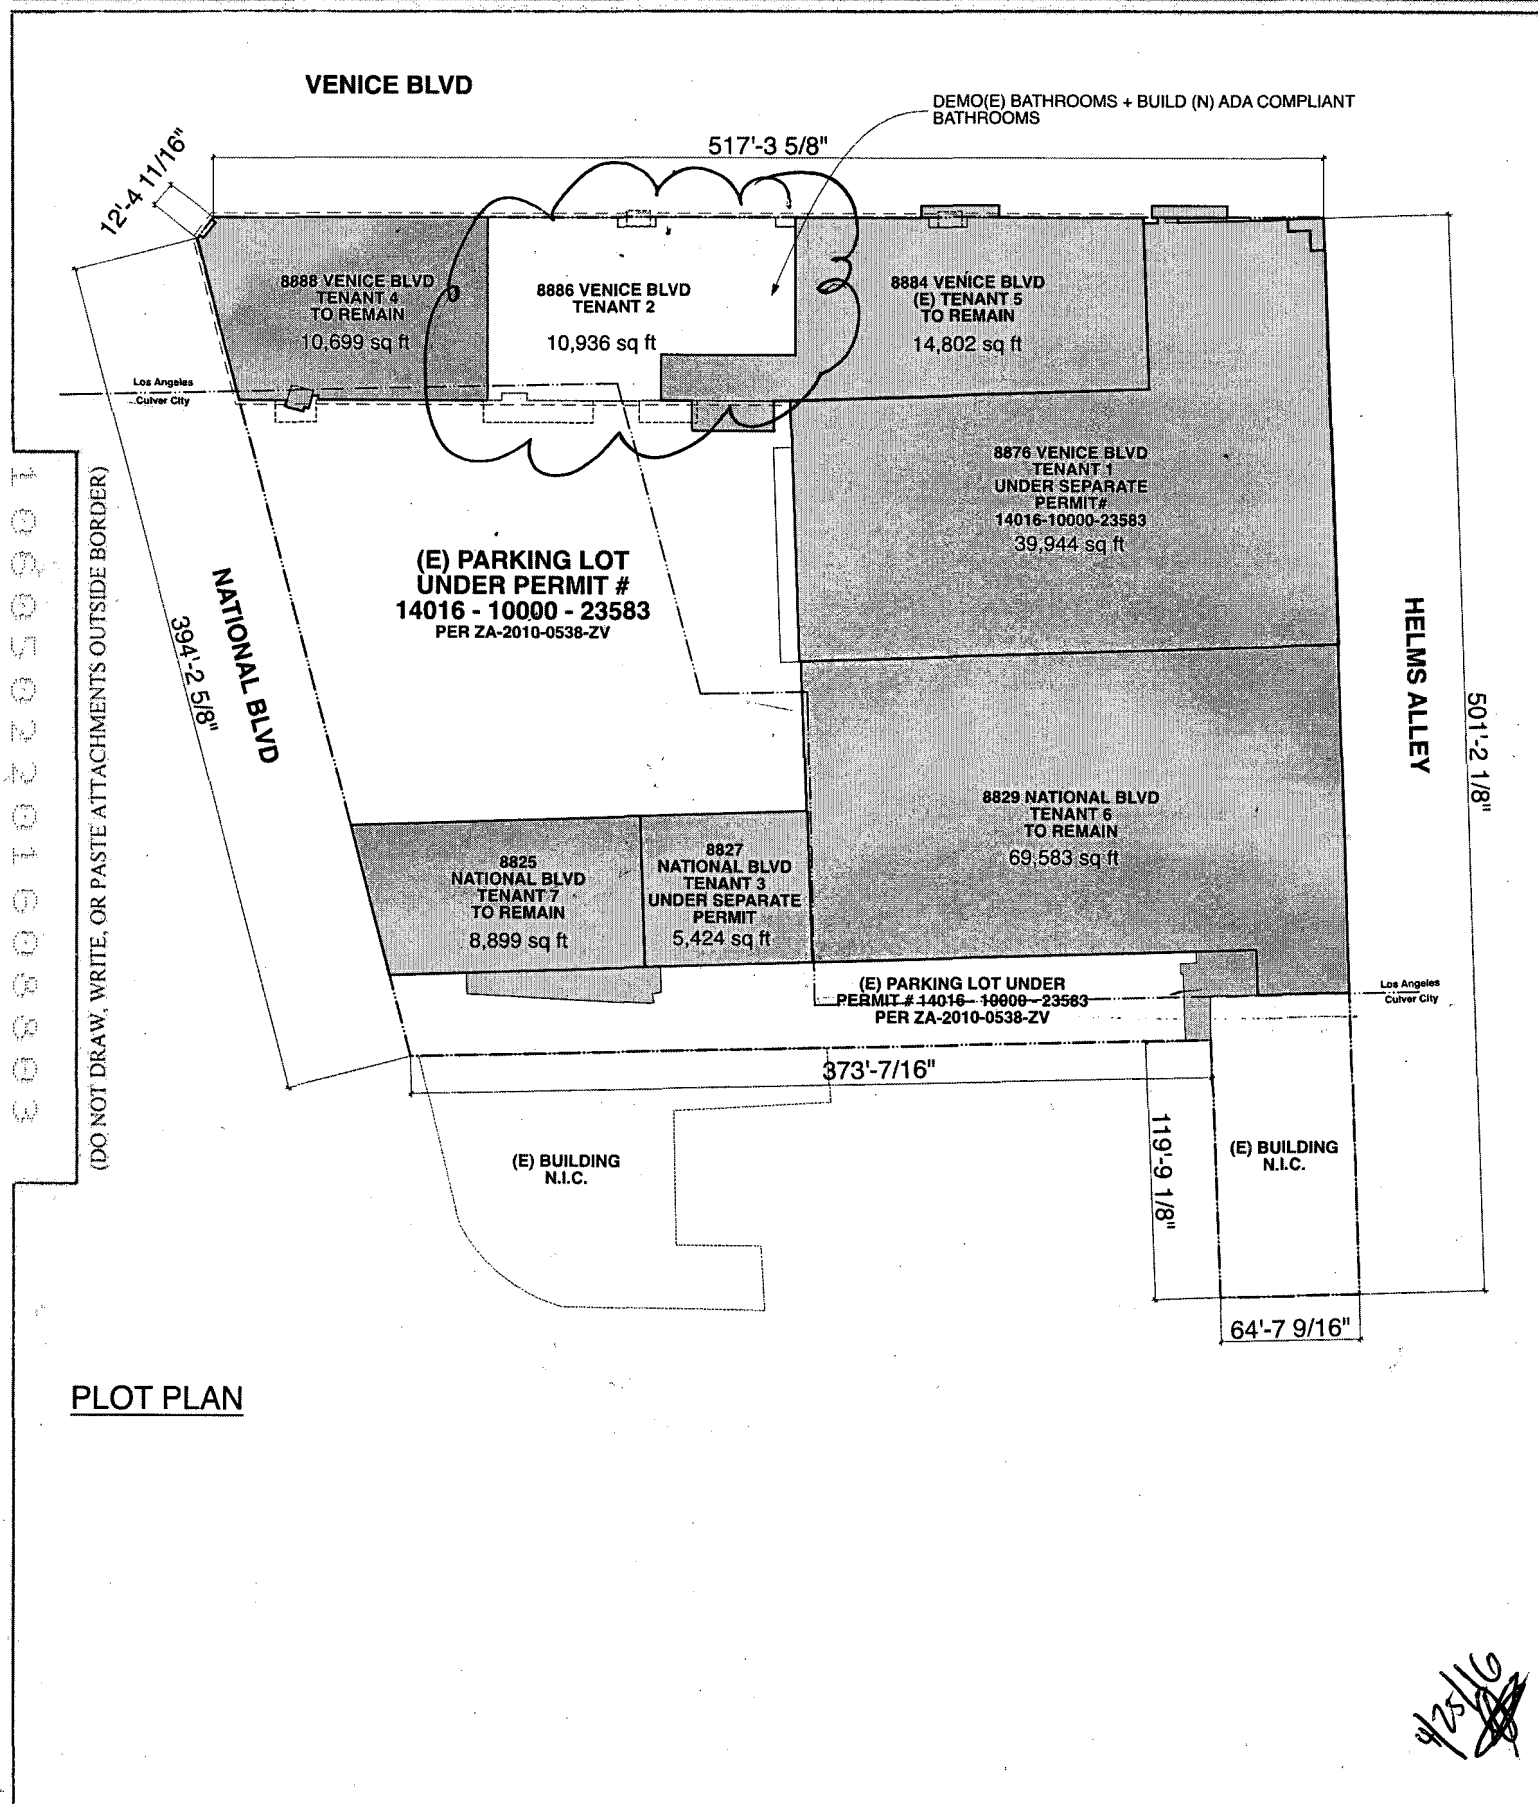 VENICE BLVD
DEMO(E) BATHROOMS + BUILD (N) ADA COMPLIANT
BATHROOMS
517'-3 5/8"
12'-4 11/16"
8888 VENICE BLVD
TENANT 4
TO REMAIN
10,699 sq ft
8886 VENICE BLVD
TENANT 2
10,936 sq ft
8884 VENICE BLVD
(E) TENANT 5
TO REMAIN
14,802 sq ft
Los Angeles
Culver City
8876 VENICE BLVD
TENANT 1
UNDER SEPARATE
PERMIT#
14016-10000-23583
39,944 sq ft
(E) PARKING LOT
UNDER PERMIT #
14016 - 10000 - 23583
PER ZA-2010-0538-ZV
NATIONAL BLVD
394'-2 5/8"
HELMS ALLEY
501'-2 1/8"
8829 NATIONAL BLVD
TENANT 6
TO REMAIN
69,583 sq ft
8825
NATIONAL BLVD
TENANT 7
TO REMAIN
8,899 sq ft
8827
NATIONAL BLVD
TENANT 3
UNDER SEPARATE
PERMIT
5,424 sq ft
(E) PARKING LOT UNDER
PERMIT # 14016 - 10000 - 23583
PER ZA-2010-0538-ZV
Los Angeles
Culver City
373'-7/16"
119'-9 1/8"
(E) BUILDING
N.I.C.
(E) BUILDING
N.I.C.
64'-7 9/16"
PLOT PLAN
(DO NOT DRAW, WRITE, OR PASTE ATTACHMENTS OUTSIDE BORDER)
1060502201608803
4/25/16